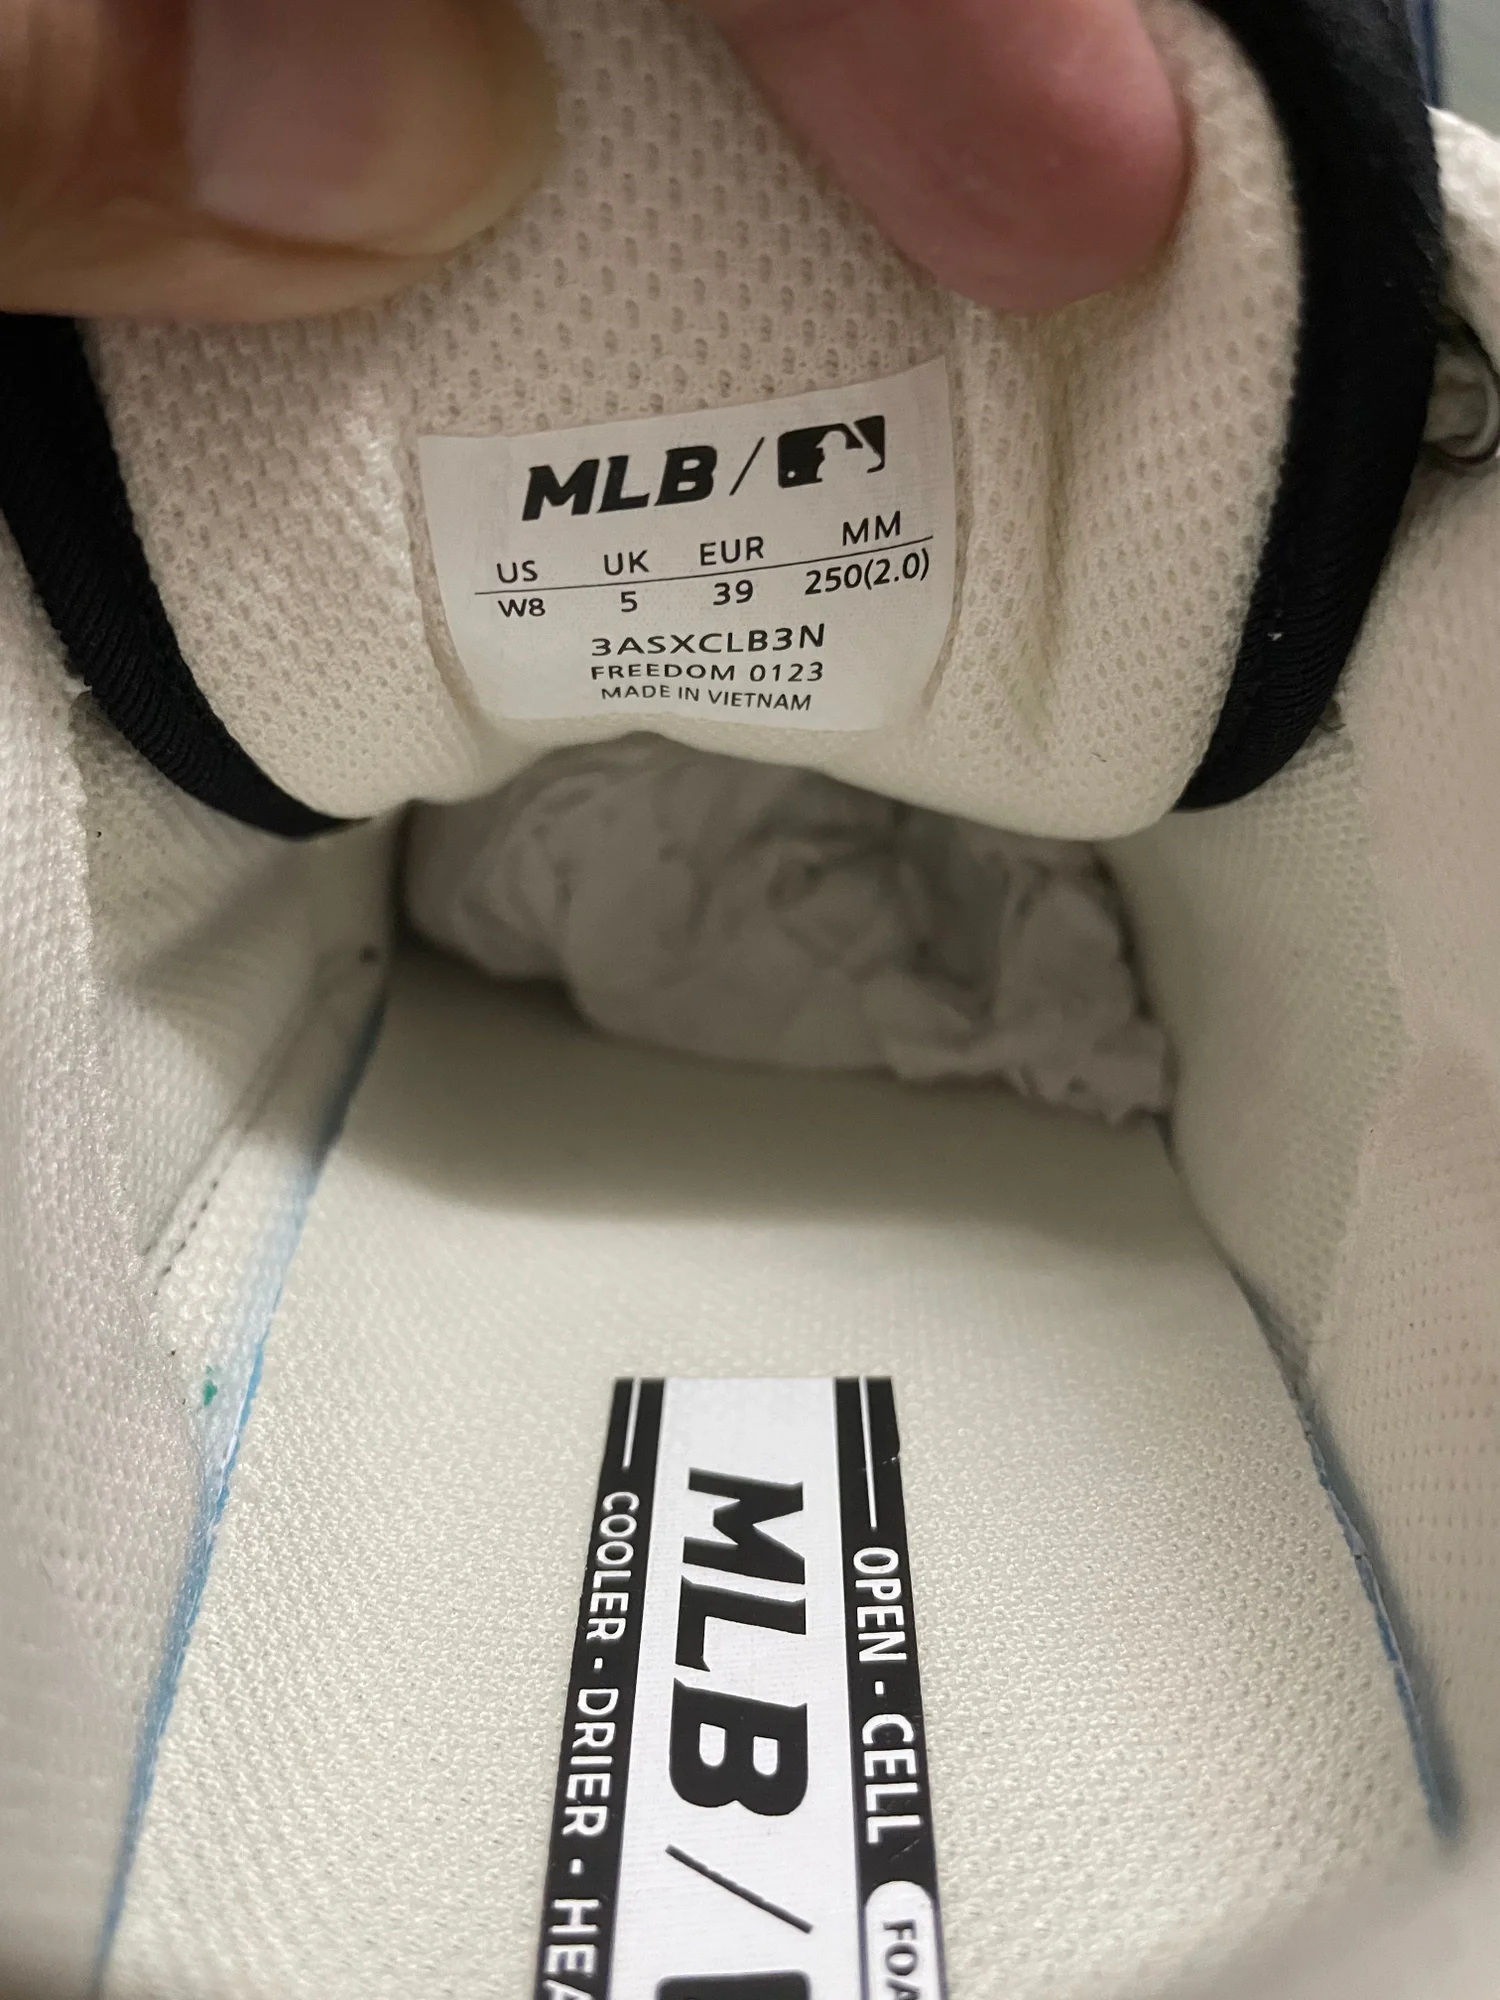 MLB /
US UK EUR MM
W8 5 39 250(2.0)
3ASXCLB3N
FREEDOM 0123
MADE IN VIETNAM
OPEN - CELL
MLB /
COOLER - DRIER -